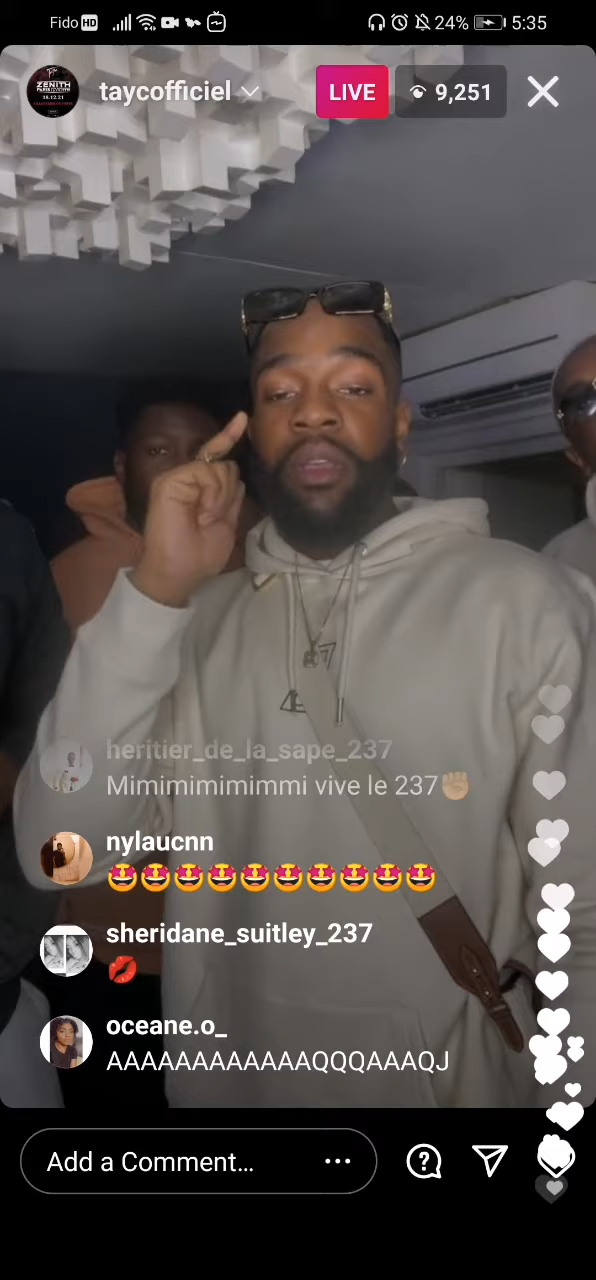 Fido HD 24% 5:35
taycofficiel LIVE 9,251
ZENITH
heritier_de_la_sape_237
Mimimimimimmi vive le 237✊🏼
nylaucnn
🤩🤩🤩🤩🤩🤩🤩🤩🤩🤩
sheridane_suitley_237
💋
oceane.o_
AAAAAAAAAAAAQQQAAAQJ
Add a Comment...